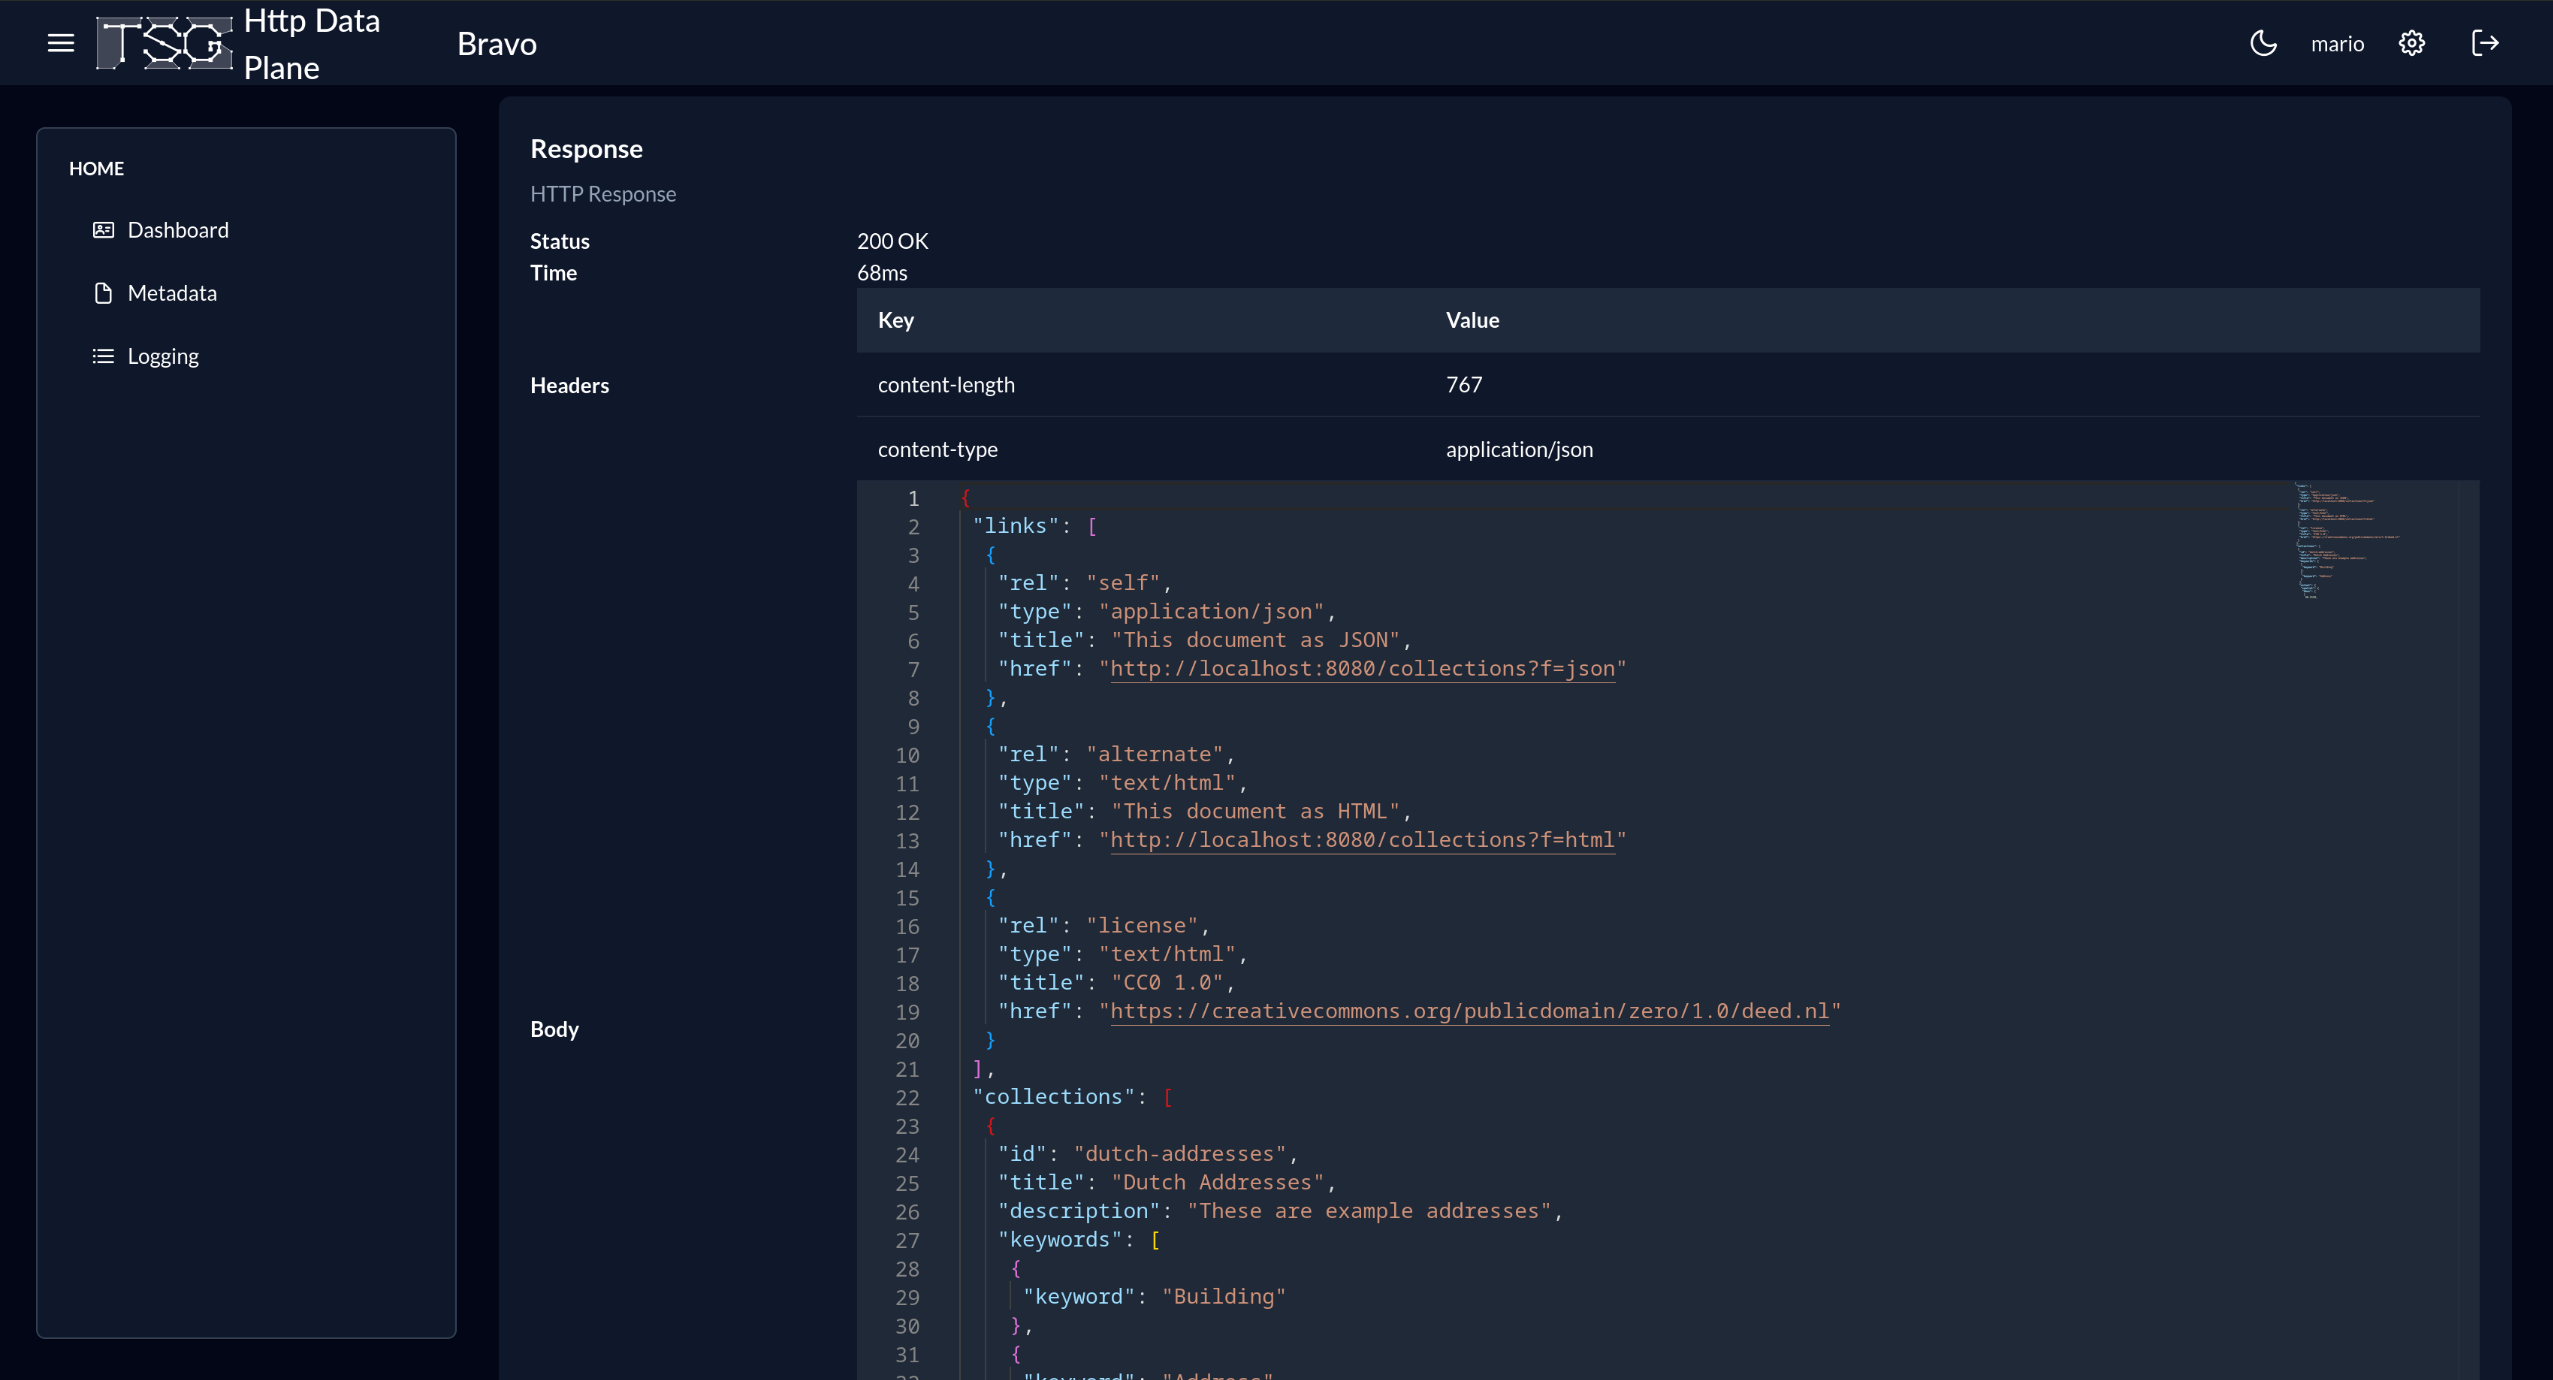 TSG Http Data Plane
Bravo
mario
HOME
Dashboard
Metadata
Logging
Response
HTTP Response
Status 200 OK
Time 68ms
Key Value
Headers
content-length 767
content-type application/json
Body
1 {
2 "links": [
3 {
4 "rel": "self",
5 "type": "application/json",
6 "title": "This document as JSON",
7 "href": "http://localhost:8080/collections?f=json"
8 },
9 {
10 "rel": "alternate",
11 "type": "text/html",
12 "title": "This document as HTML",
13 "href": "http://localhost:8080/collections?f=html"
14 },
15 {
16 "rel": "license",
17 "type": "text/html",
18 "title": "CC0 1.0",
19 "href": "https://creativecommons.org/publicdomain/zero/1.0/deed.nl"
20 }
21 ],
22 "collections": [
23 {
24 "id": "dutch-addresses",
25 "title": "Dutch Addresses",
26 "description": "These are example addresses",
27 "keywords": [
28 {
29 "keyword": "Building"
30 },
31 {
32 "keyword": "Address"